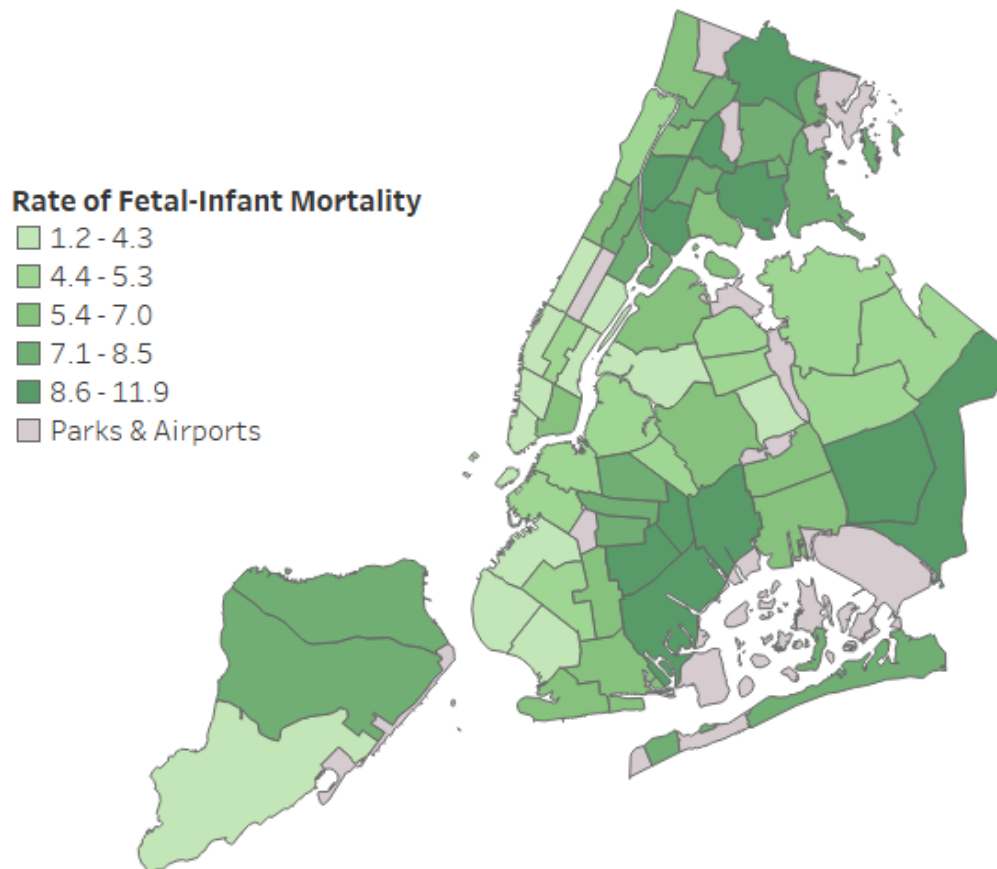 Rate of Fetal-Infant Mortality
1.2 - 4.3
4.4 - 5.3
5.4 - 7.0
7.1 - 8.5
8.6 - 11.9
Parks & Airports